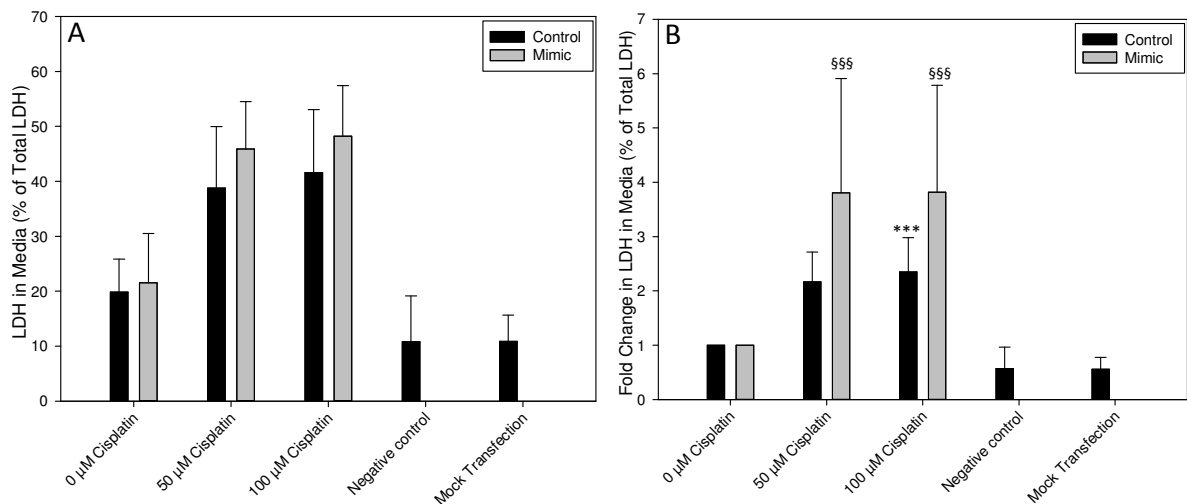 A
Control
Mimic
LDH in Media (% of Total LDH)
70
60
50
40
30
20
10
0
0 µM Cisplatin
50 µM Cisplatin
100 µM Cisplatin
Negative control
Mock Transfection
B
Control
Mimic
Fold Change in LDH in Media (% of Total LDH)
7
6
5
4
3
2
1
0
§§§
***
§§§
0 µM Cisplatin
50 µM Cisplatin
100 µM Cisplatin
Negative control
Mock Transfection